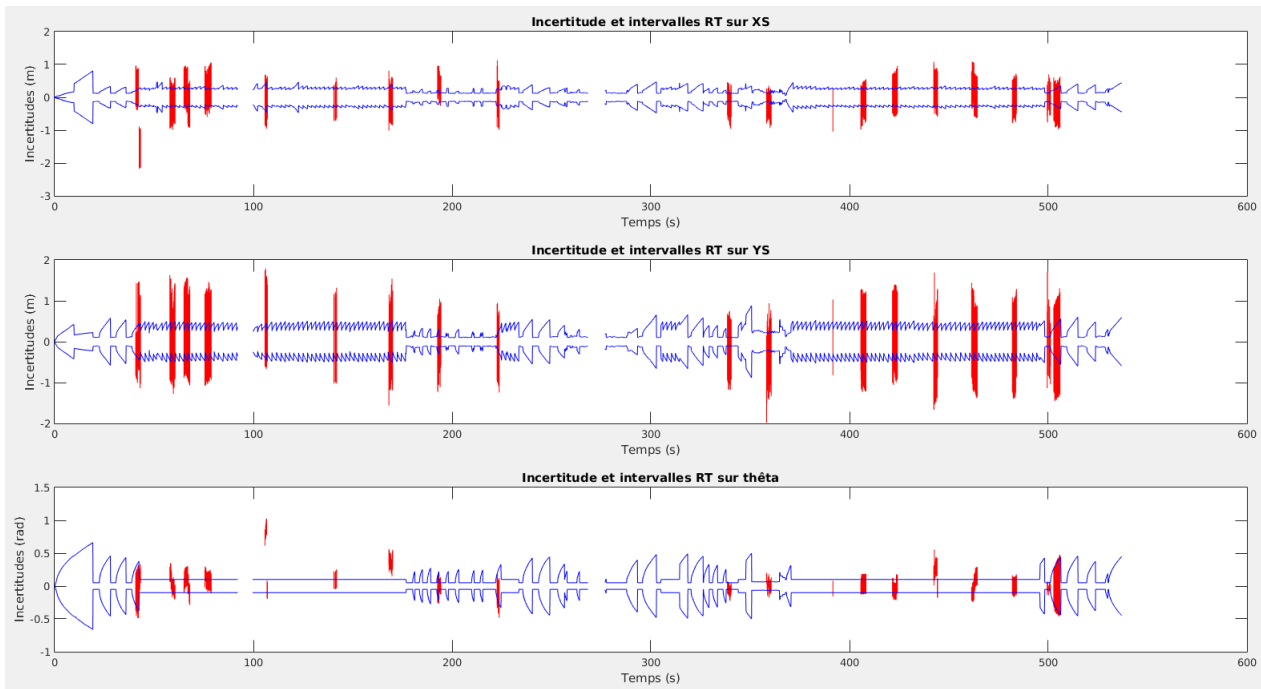 Incertitude et intervalles RT sur XS
2
1
0
-1
-2
-3
Incertitudes (m)
0 100 200 300 400 500 600
Temps (s)
Incertitude et intervalles RT sur YS
2
1
0
-1
-2
Incertitudes (m)
0 100 200 300 400 500 600
Temps (s)
Incertitude et intervalles RT sur thêta
1.5
1
0.5
0
-0.5
-1
Incertitudes (rad)
0 100 200 300 400 500 600
Temps (s)